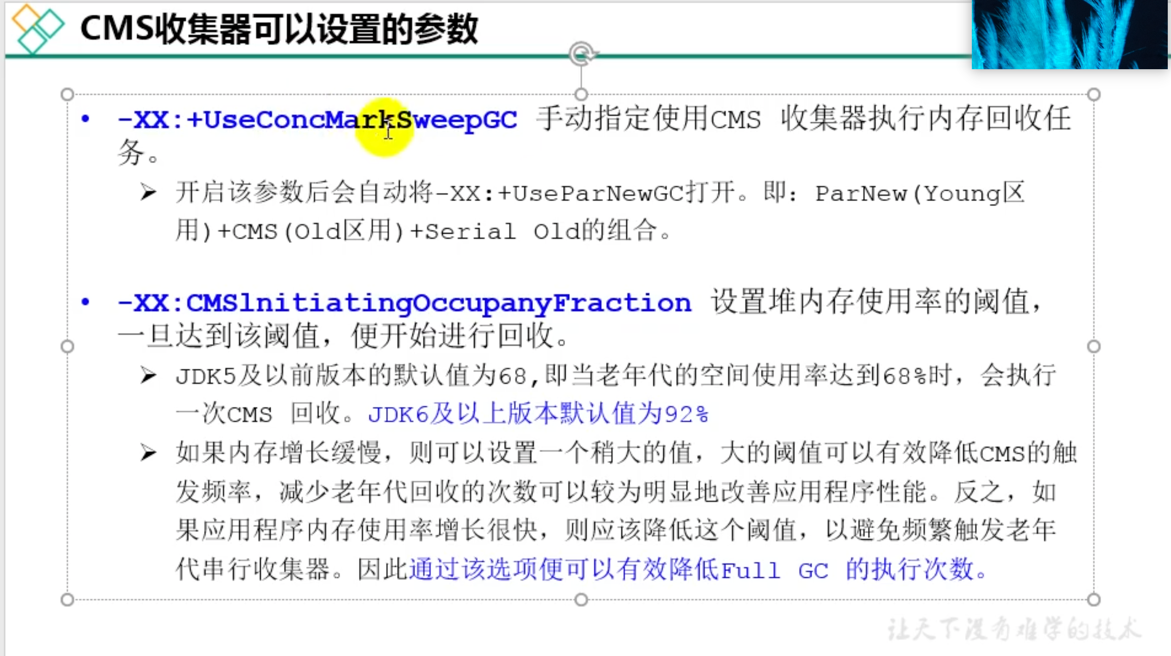 CMS收集器可以设置的参数
• -XX:+UseConcMarkSweepGC 手动指定使用CMS 收集器执行内存回收任
务。
➤ 开启该参数后会自动将-XX:+UseParNewGC打开。即：ParNew(Young区
用)+CMS(Old区用)+Serial Old的组合。
• -XX:CMSlnitiatingOccupanyFraction 设置堆内存使用率的阈值，
一旦达到该阈值，便开始进行回收。
➤ JDK5及以前版本的默认值为68,即当老年代的空间使用率达到68%时，会执行
一次CMS 回收。JDK6及以上版本默认值为92%
➤ 如果内存增长缓慢，则可以设置一个稍大的值，大的阈值可以有效降低CMS的触
发频率，减少老年代回收的次数可以较为明显地改善应用程序性能。反之，如
果应用程序内存使用率增长很快，则应该降低这个阈值，以避免频繁触发老年
代串行收集器。因此通过该选项便可以有效降低Full GC 的执行次数。
让天下没有难学的技术